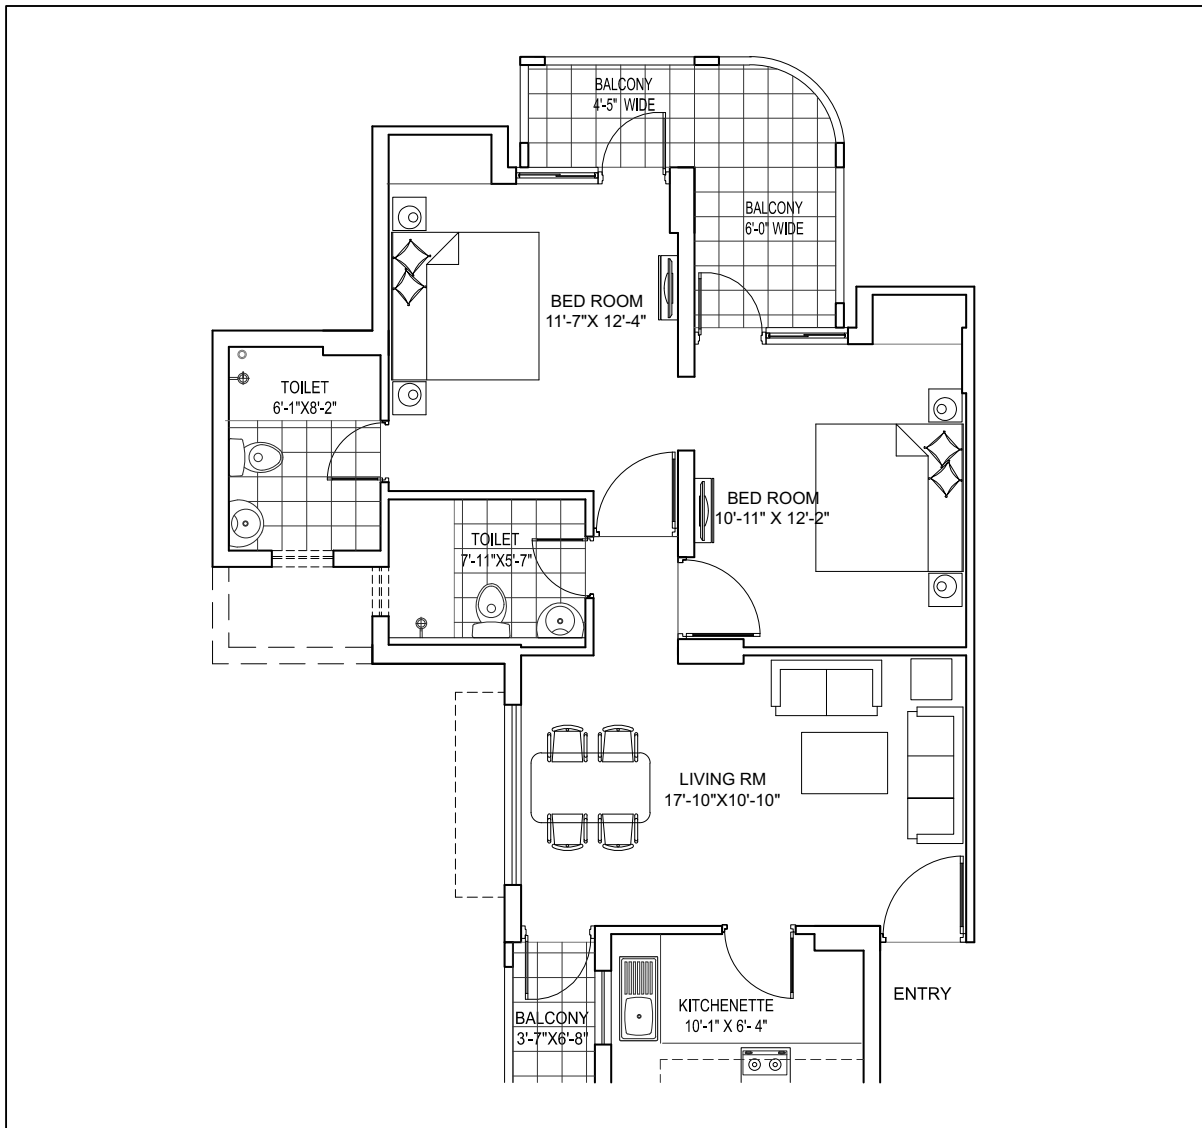 BALCONY
4'-5" WIDE
BALCONY
6'-0" WIDE
BED ROOM
11'-7"X 12'-4"
TOILET
6'-1"X8'-2"
BED ROOM
10'-11" X 12'-2"
TOILET
7'-11"X5'-7"
LIVING RM
17'-10"X10'-10"
ENTRY
KITCHENETTE
10'-1" X 6'- 4"
BALCONY
3'-7"X6'-8"